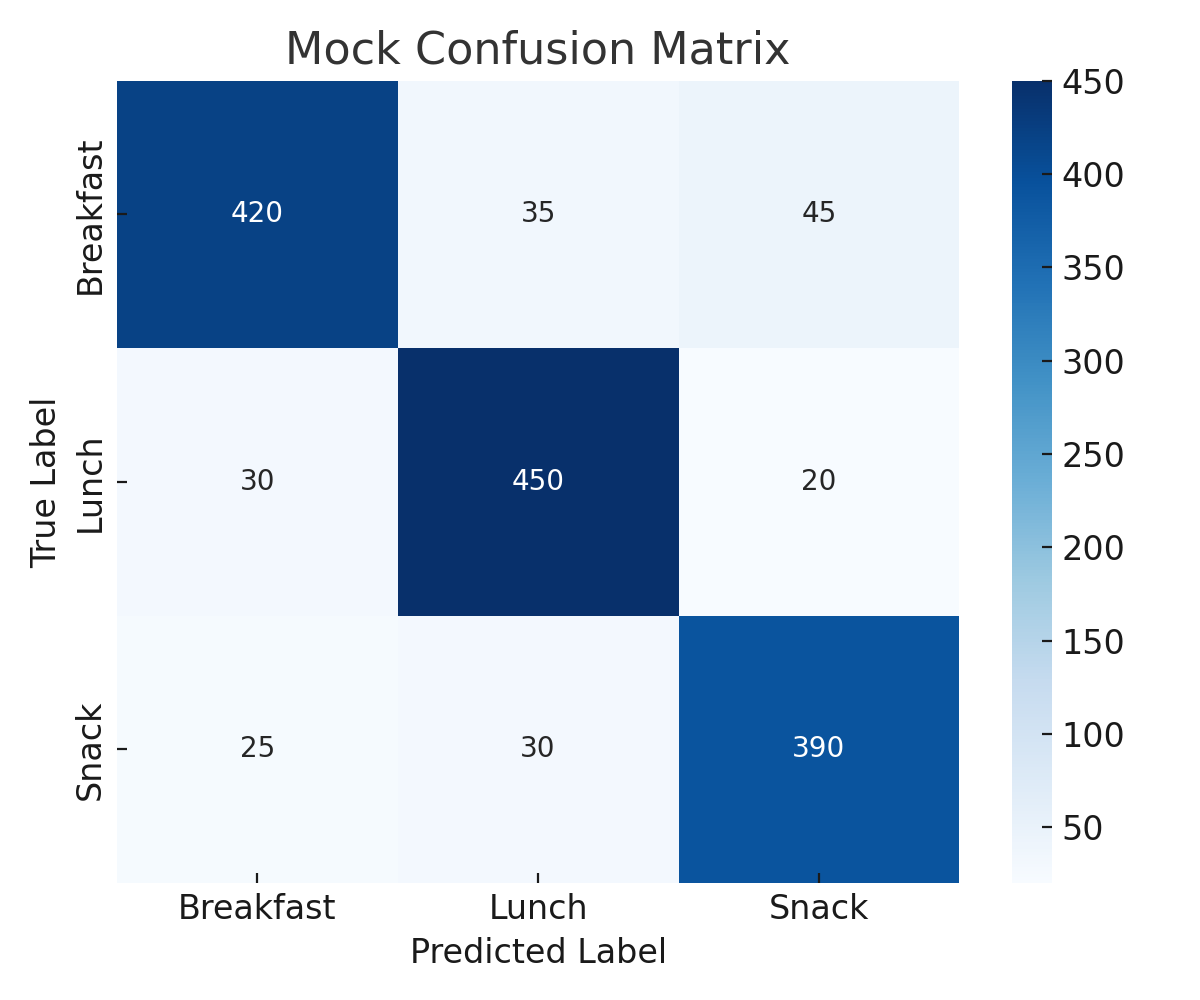 Mock Confusion Matrix
True Label
Breakfast
420 35 45
Lunch
30 450 20
Snack
25 30 390
Breakfast Lunch Snack
Predicted Label
450
400
350
300
250
200
150
100
50